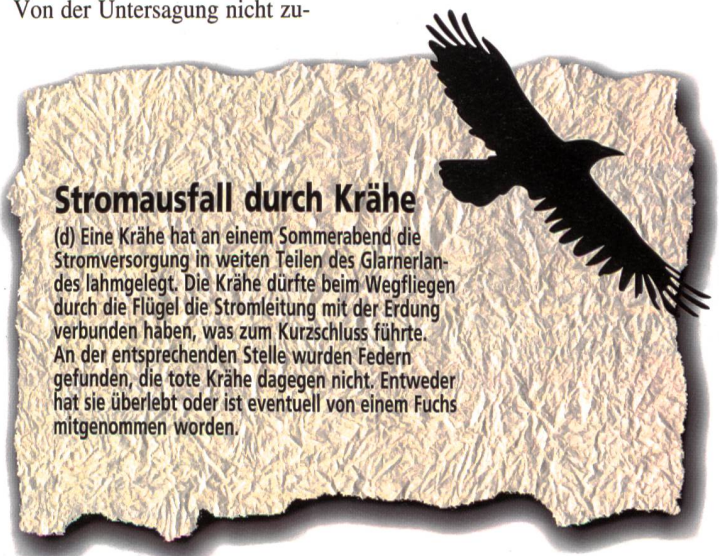 Von der Untersagung nicht zu-
Stromausfall durch Krähe
(d) Eine Krähe hat an einem Sommerabend die
Stromversorgung in weiten Teilen des Glarnerlan-
des lahmgelegt. Die Krähe dürfte beim Wegfliegen
durch die Flügel die Stromleitung mit der Erdung
verbunden haben, was zum Kurzschluss führte.
An der entsprechenden Stelle wurden Federn
gefunden, die tote Krähe dagegen nicht. Entweder
hat sie überlebt oder ist eventuell von einem Fuchs
mitgenommen worden.